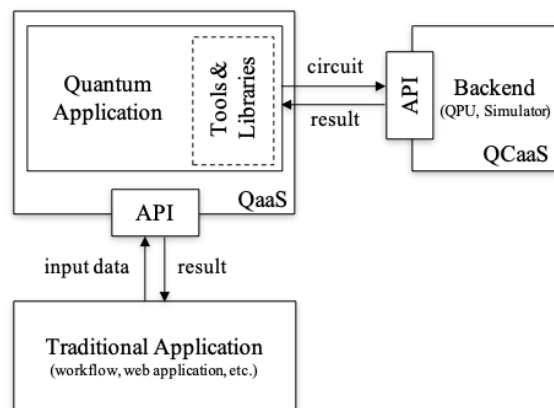 Quantum
Application
Tools &
Libraries
circuit
result
API
Backend
(QPU, Simulator)
QCaaS
QaaS
API
input data
result
Traditional Application
(workflow, web application, etc.)